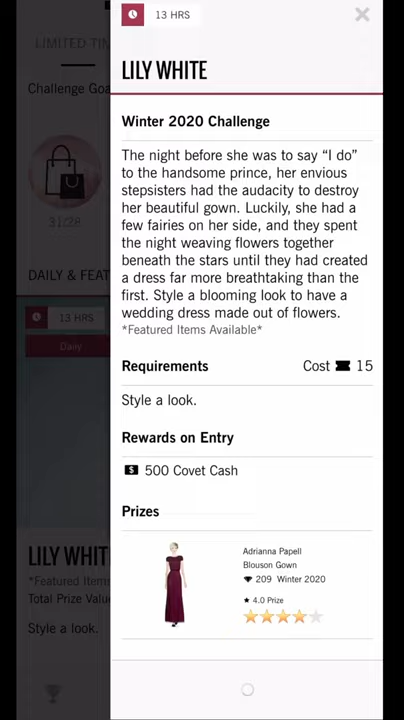 13 HRS
LILY WHITE
Winter 2020 Challenge
The night before she was to say “I do”
to the handsome prince, her envious
stepsisters had the audacity to destroy
her beautiful gown. Luckily, she had a
few fairies on her side, and they spent
the night weaving flowers together
beneath the stars until they had created
a dress far more breathtaking than the
first. Style a blooming look to have a
wedding dress made out of flowers.
*Featured Items Available*
Requirements
Cost 15
Style a look.
Rewards on Entry
500 Covet Cash
Prizes
Adrianna Papell
Blouson Gown
209 Winter 2020
4.0 Prize
LIMITED TI
Challenge Goa
31/28
DAILY & FEAT
13 HRS
Daily
LILY WHIT
*Featured Items
Total Prize Valu
Style a look.